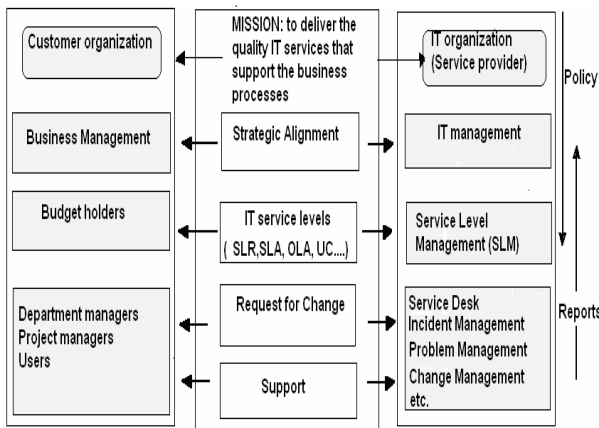 Customer organization
Business Management
Budget holders
Department managers
Project managers
Users
MISSION: to deliver the
quality IT services that
support the business
processes
Strategic Alignment
IT service levels
( SLR,SLA, OLA, UC....)
Request for Change
Support
IT organization
(Service provider)
IT management
Service Level
Management (SLM)
Service Desk
Incident Management
Problem Management
Change Management
etc.
Policy
Reports